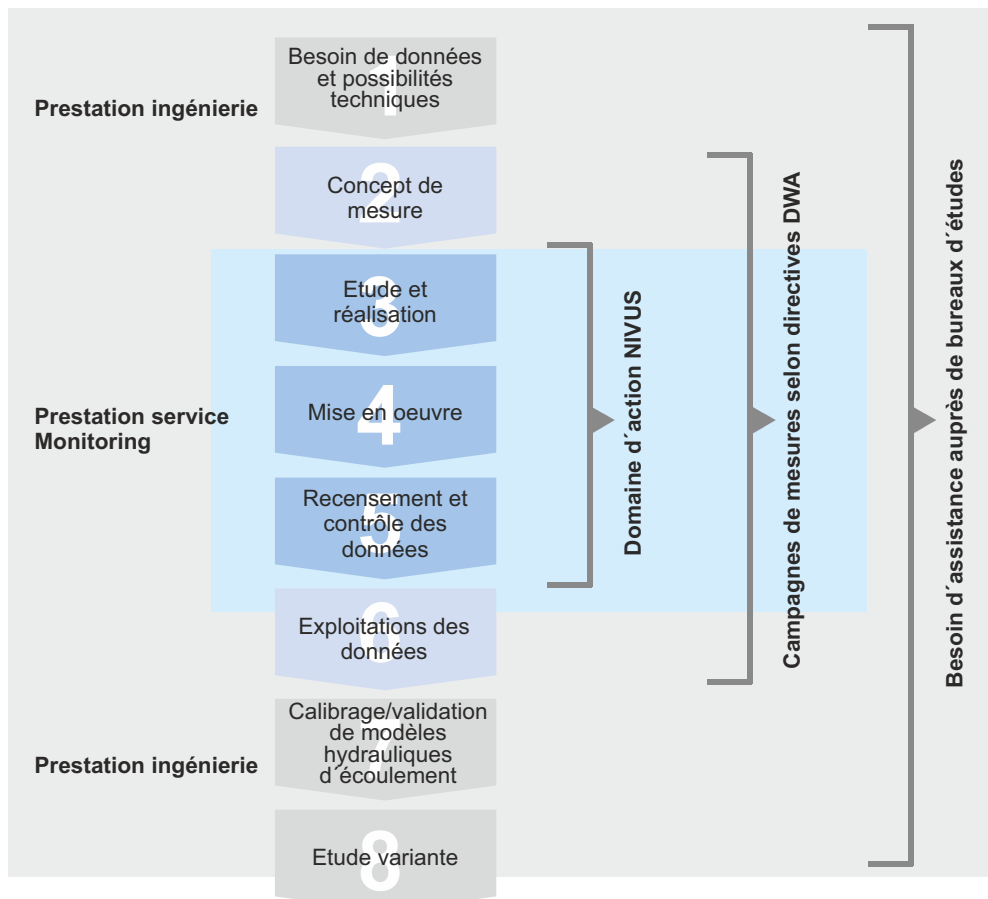 1
Besoin de données
et possibilités
techniques
Prestation ingénierie
2
Concept de
mesure
3
Etude et
réalisation
4
Mise en oeuvre
Prestation service
Monitoring
5
Recensement et
contrôle des
données
6
Exploitations des
données
7
Calibrage/validation
de modèles
hydrauliques
d´écoulement
Prestation ingénierie
8
Etude variante
Domaine d´action NIVUS
Campagnes de mesures selon directives DWA
Besoin d´assistance auprès de bureaux d´études